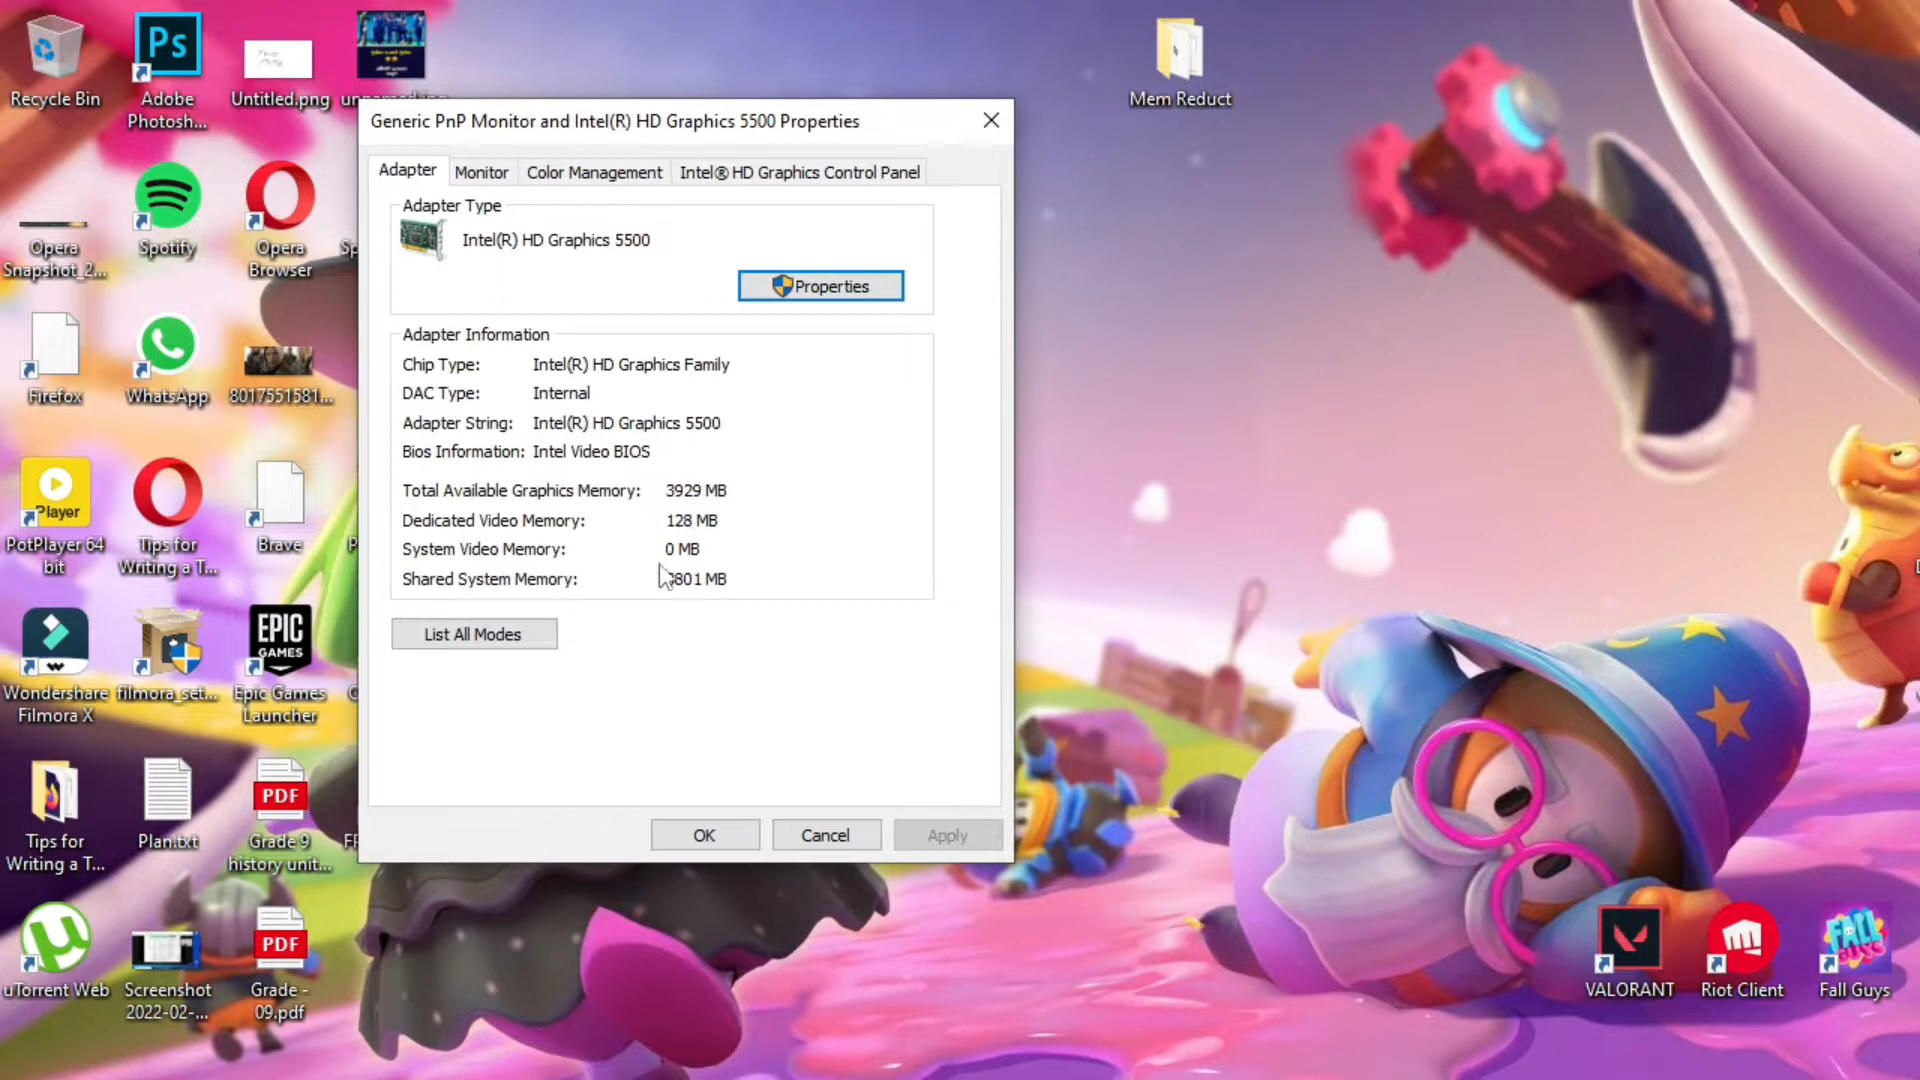 Recycle Bin
Ps
Adobe
Photosh...
Untitled.png
Mem Reduct
Generic PnP Monitor and Intel(R) HD Graphics 5500 Properties
Adapter
Monitor
Color Management
Intel® HD Graphics Control Panel
Adapter Type
Intel(R) HD Graphics 5500
Properties
Adapter Information
Chip Type: Intel(R) HD Graphics Family
DAC Type: Internal
Adapter String: Intel(R) HD Graphics 5500
Bios Information: Intel Video BIOS
Total Available Graphics Memory: 3929 MB
Dedicated Video Memory: 128 MB
System Video Memory: 0 MB
Shared System Memory: 3801 MB
List All Modes
OK
Cancel
Apply
Opera
Snapshot_2...
Spotify
Opera
Browser
Firefox
WhatsApp
8017551581...
Player
PotPlayer 64
bit
Tips for
Writing a T...
Brave
Wondershare
Filmora X
filmora_set...
EPIC
GAMES
Epic Games
Launcher
Tips for
Writing a T...
Plan.txt
PDF
Grade 9
history unit...
uTorrent Web
Screenshot
2022-02-...
PDF
Grade -
09.pdf
VALORANT
Riot Client
FALL
GUYS
Fall Guys